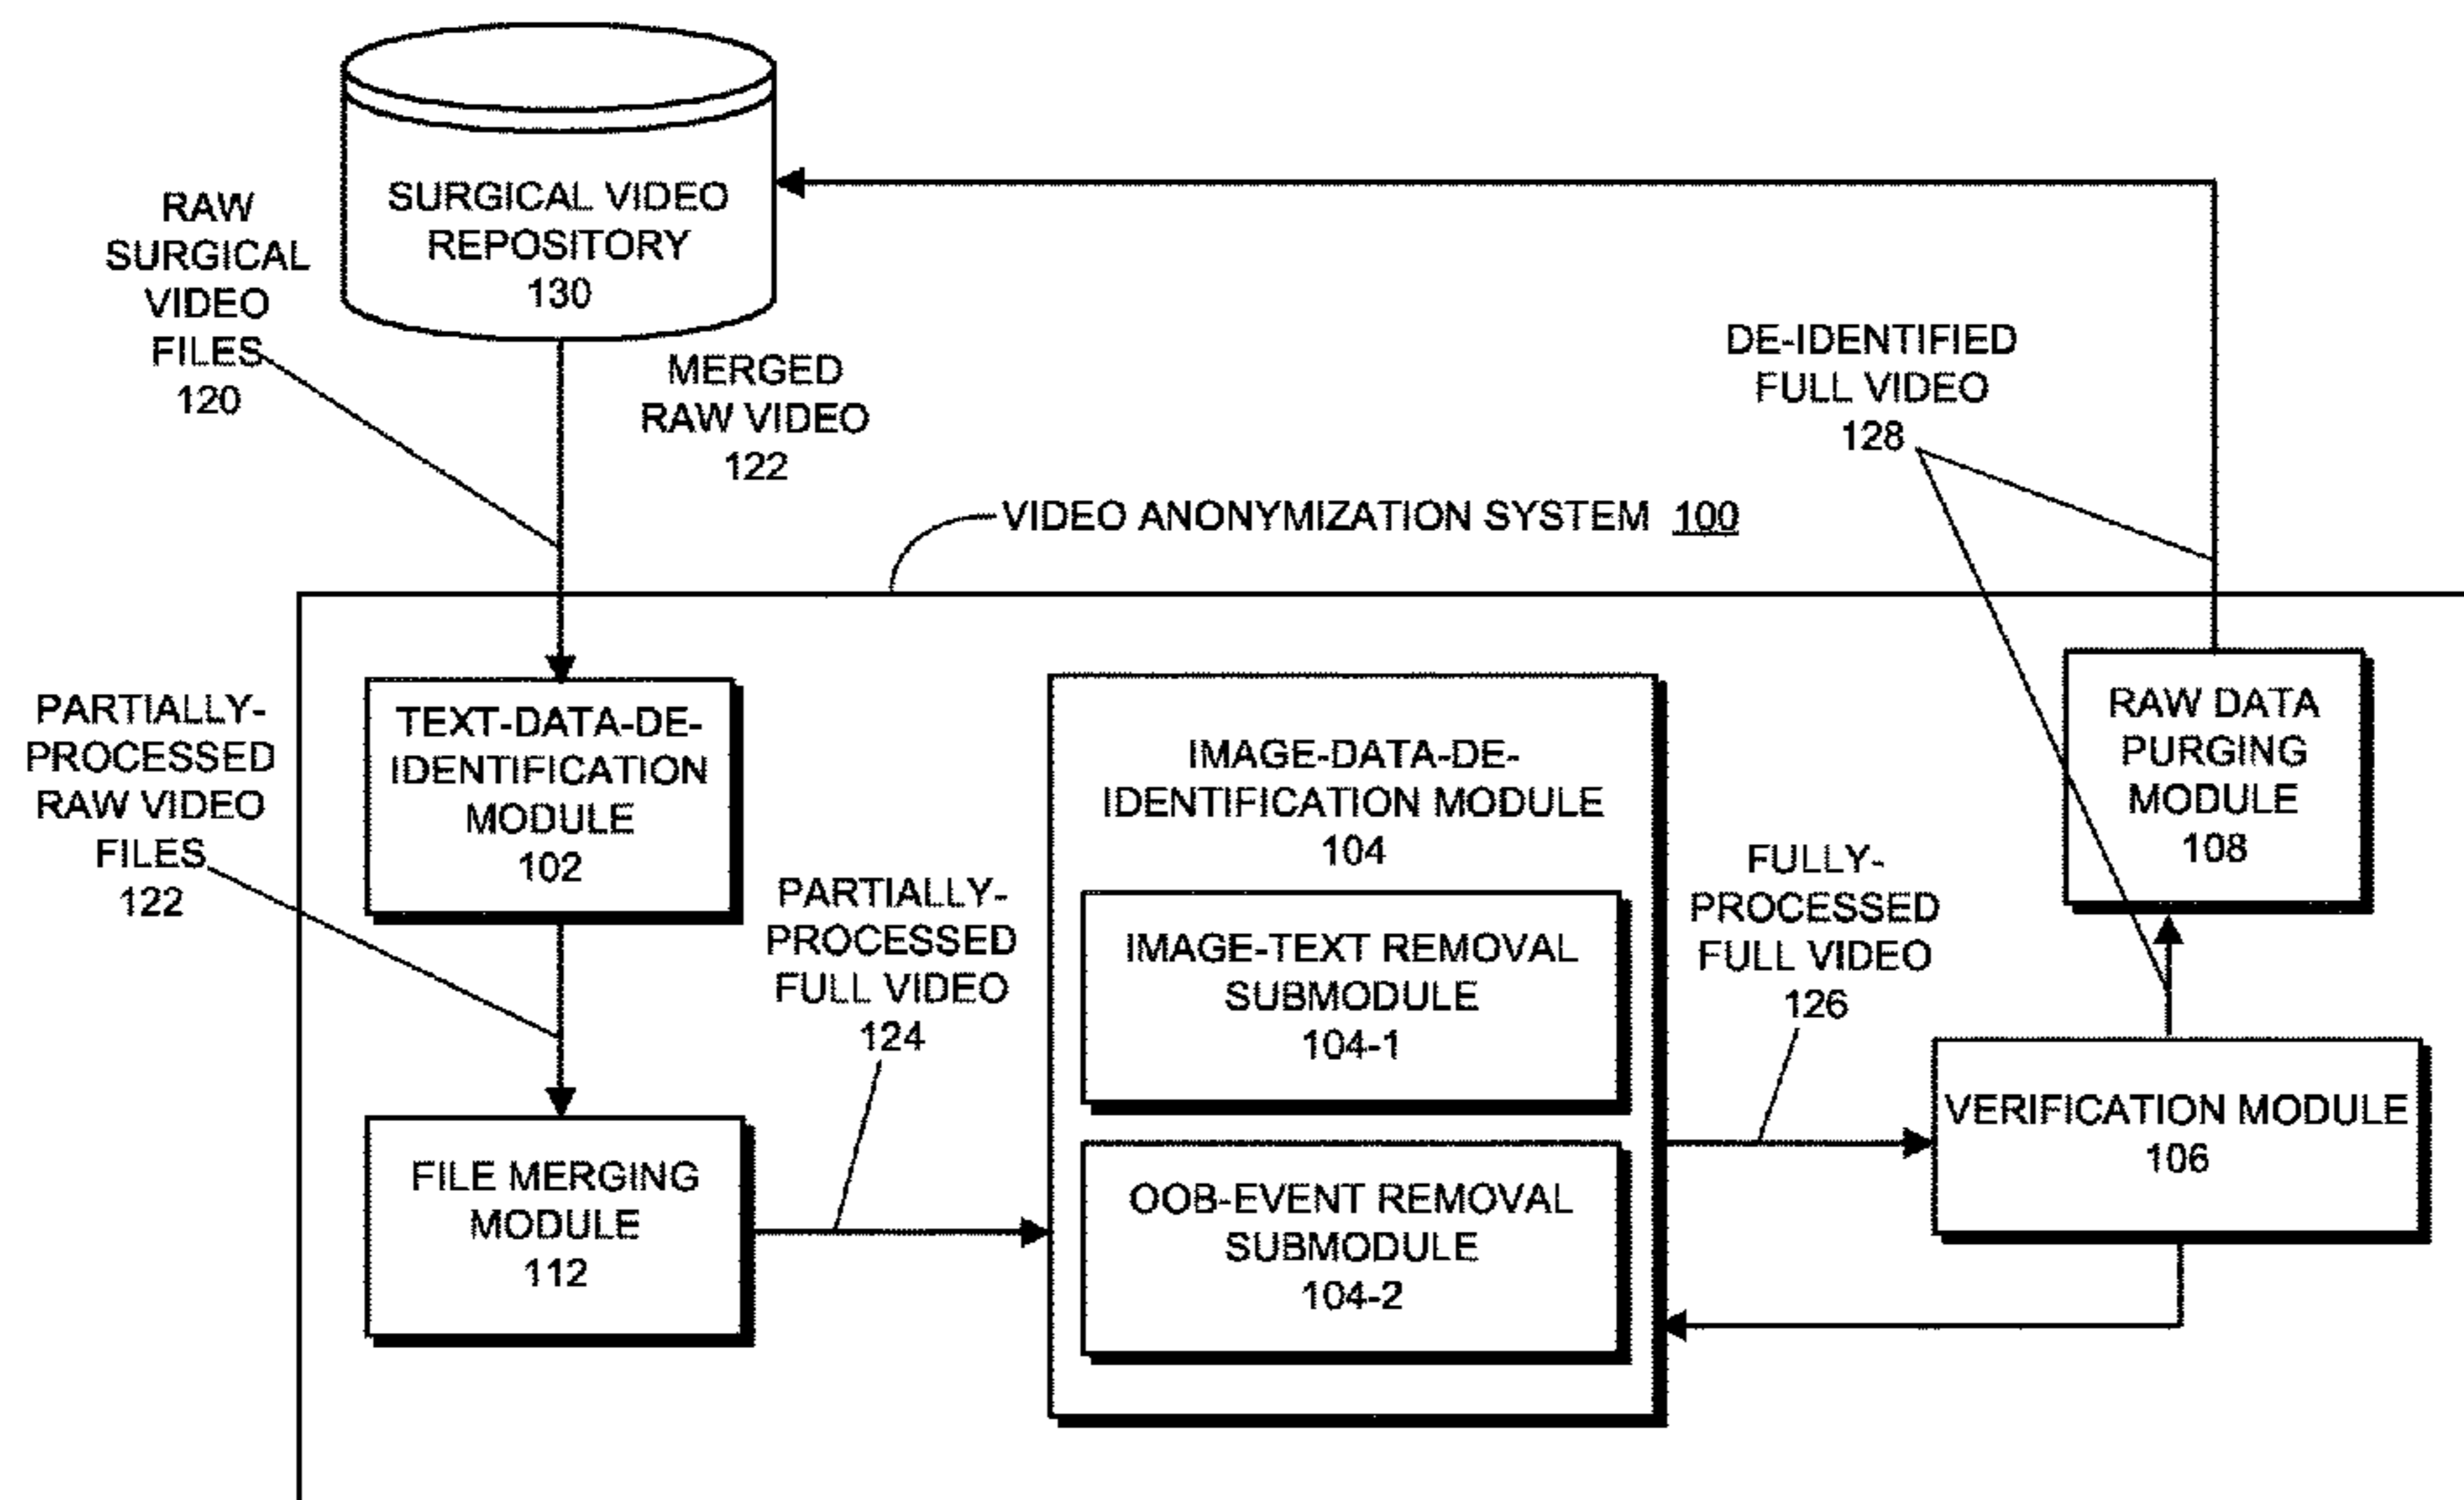 SURGICAL VIDEO
REPOSITORY
130
RAW
SURGICAL
VIDEO
FILES
120
MERGED
RAW VIDEO
122
DE-IDENTIFIED
FULL VIDEO
128
VIDEO ANONYMIZATION SYSTEM 100
PARTIALLY-
PROCESSED
RAW VIDEO
FILES
122
TEXT-DATA-DE-
IDENTIFICATION
MODULE
102
PARTIALLY-
PROCESSED
FULL VIDEO
124
FILE MERGING
MODULE
112
IMAGE-DATA-DE-
IDENTIFICATION MODULE
104
IMAGE-TEXT REMOVAL
SUBMODULE
104-1
OOB-EVENT REMOVAL
SUBMODULE
104-2
FULLY-
PROCESSED
FULL VIDEO
126
RAW DATA
PURGING
MODULE
108
VERIFICATION MODULE
106